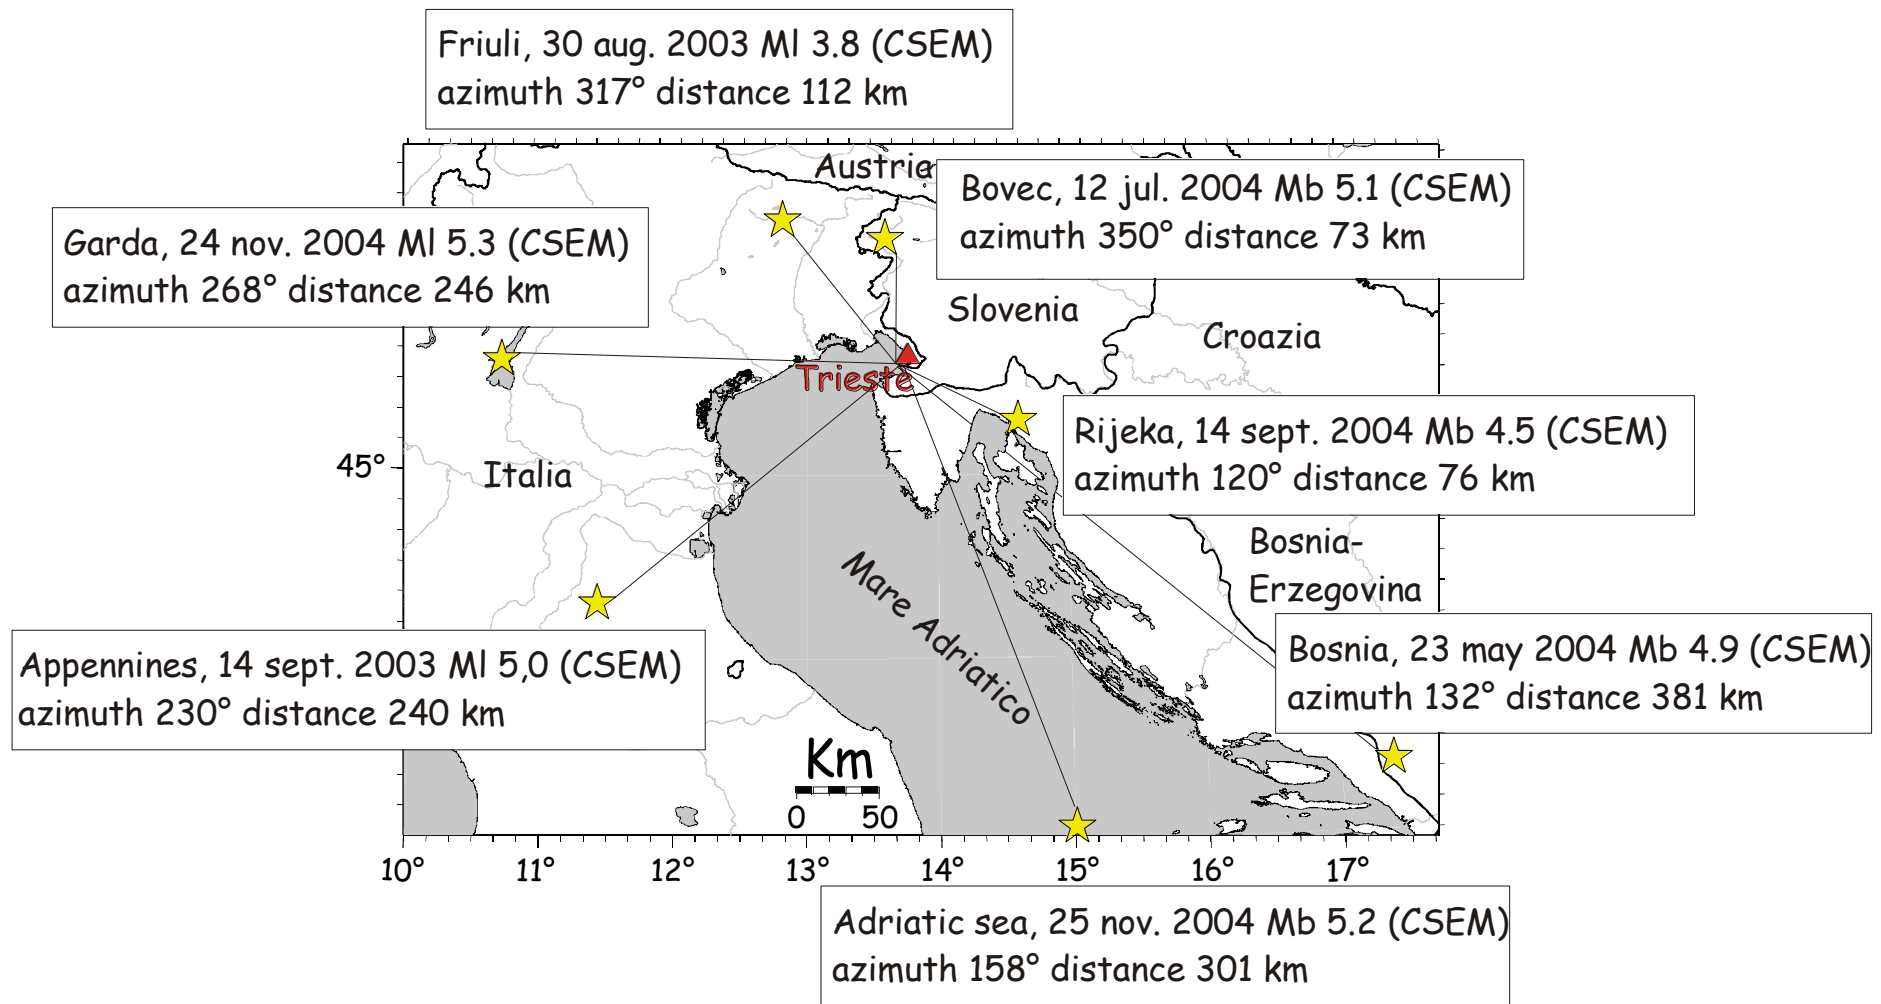 Friuli, 30 aug. 2003 Ml 3.8 (CSEM)
azimuth 317° distance 112 km
Austria
Bovec, 12 jul. 2004 Mb 5.1 (CSEM)
azimuth 350° distance 73 km
Garda, 24 nov. 2004 Ml 5.3 (CSEM)
azimuth 268° distance 246 km
Slovenia
Croazia
Trieste
Rijeka, 14 sept. 2004 Mb 4.5 (CSEM)
azimuth 120° distance 76 km
45°
Italia
Bosnia-
Erzegovina
Mare Adriatico
Appennines, 14 sept. 2003 Ml 5,0 (CSEM)
azimuth 230° distance 240 km
Bosnia, 23 may 2004 Mb 4.9 (CSEM)
azimuth 132° distance 381 km
Km
0 50
10° 11° 12° 13° 14° 15° 16° 17°
Adriatic sea, 25 nov. 2004 Mb 5.2 (CSEM)
azimuth 158° distance 301 km